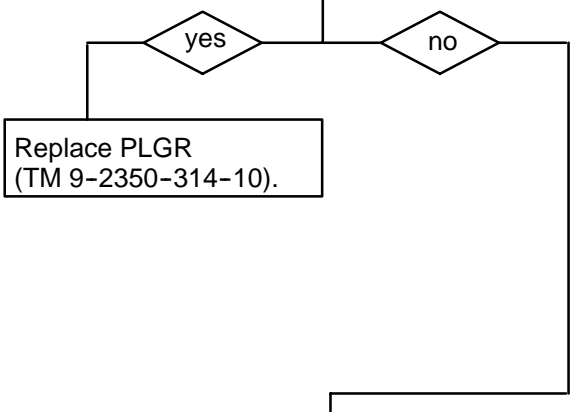 yes
no
Replace PLGR
(TM 9-2350-314-10).